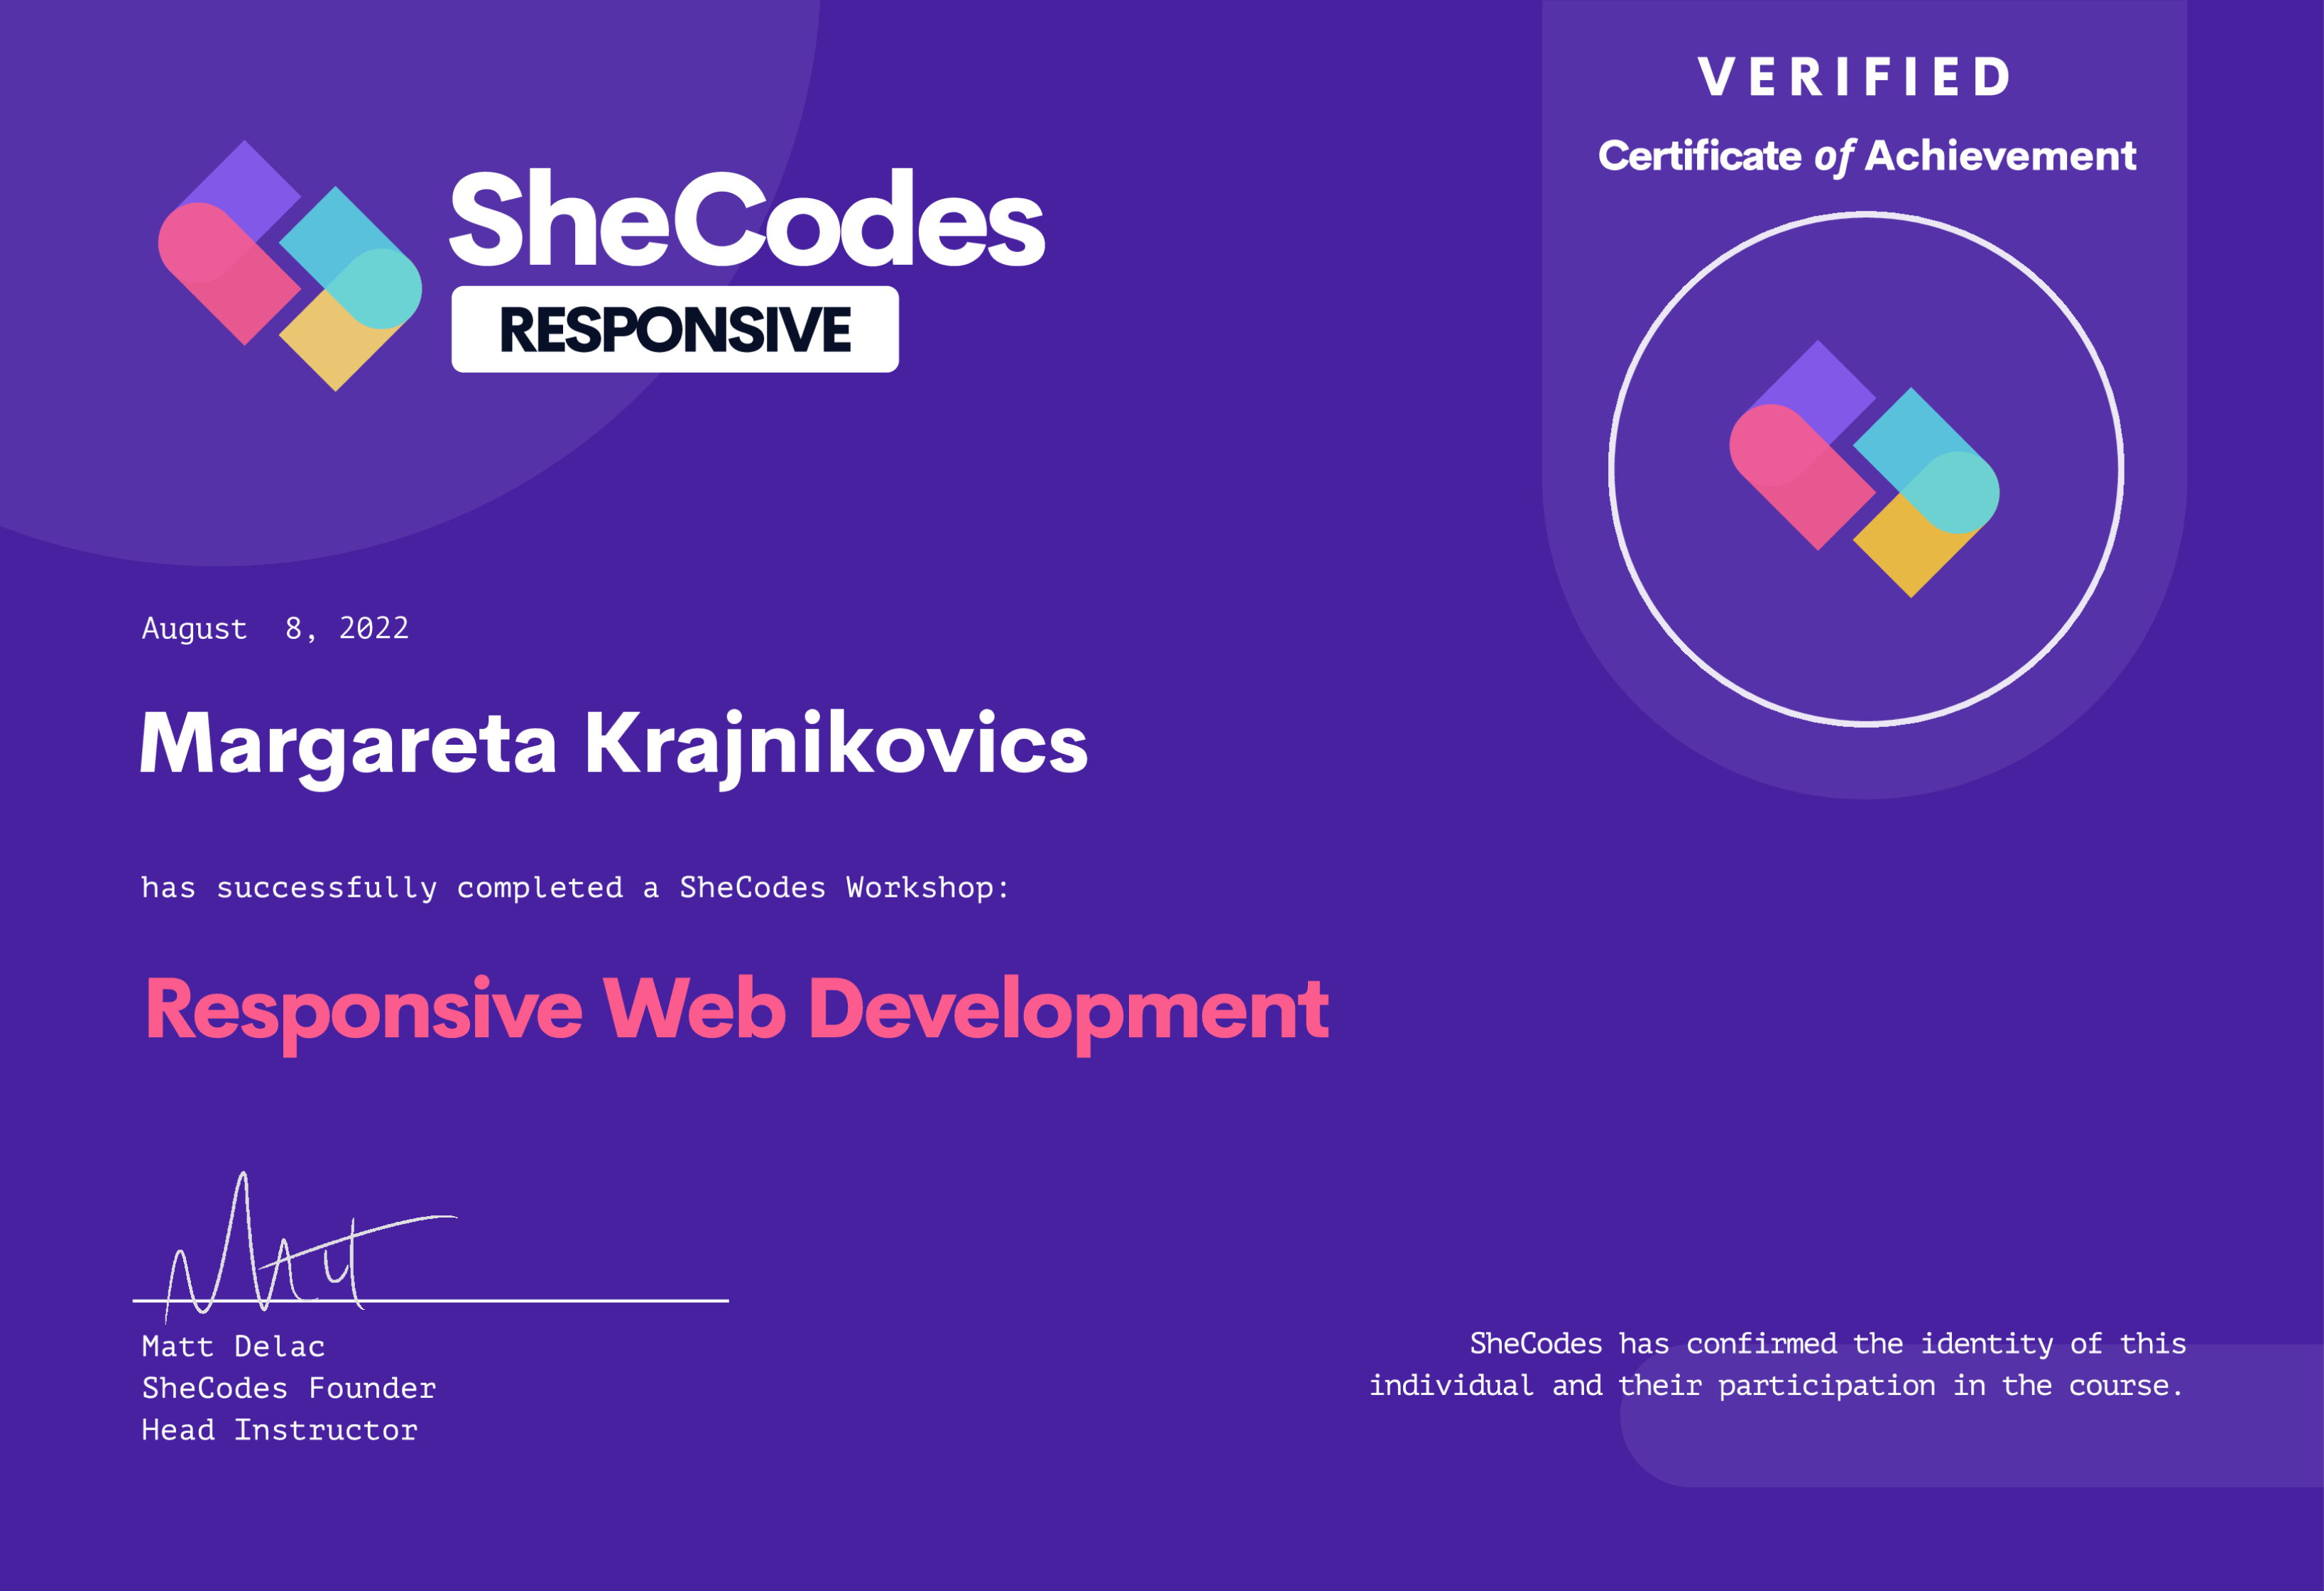 VERIFIED
Certificate of Achievement
SheCodes
RESPONSIVE
August  8, 2022
Margareta Krajnikovics
has successfully completed a SheCodes Workshop:
Responsive Web Development
Matt
Matt Delac
SheCodes Founder
Head Instructor
SheCodes has confirmed the identity of this
individual and their participation in the course.